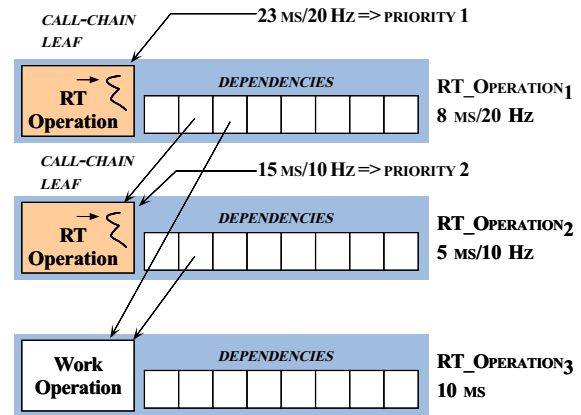 CALL-CHAIN
LEAF
23 MS/20 HZ => PRIORITY 1
RT
Operation
DEPENDENCIES
RT_OPERATION1
8 MS/20 HZ
CALL-CHAIN
LEAF
15 MS/10 HZ => PRIORITY 2
RT
Operation
DEPENDENCIES
RT_OPERATION2
5 MS/10 HZ
Work
Operation
DEPENDENCIES
RT_OPERATION3
10 MS